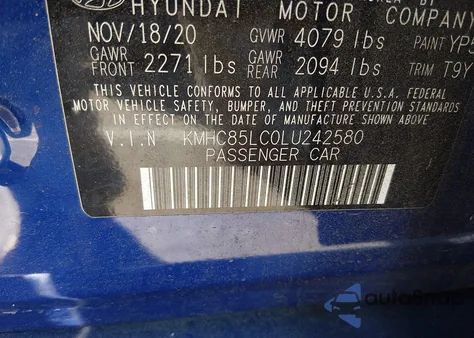 HYUNDAI MOTOR COMPANY
NOV/18/20 GVWR 4079 lbs PAINT
GAWR FRONT 2271 lbs GAWR REAR 2094 lbs TRIM T9Y
THIS VEHICLE CONFORMS TO ALL APPLICABLE U.S.A. FEDERAL
MOTOR VEHICLE SAFETY, BUMPER, AND THEFT PREVENTION STANDARDS
IN EFFECT ON THE DATE OF MANUFACTURE SHOWN ABOVE.
V.I.N KMHC85LC0LU242580
PASSENGER CAR